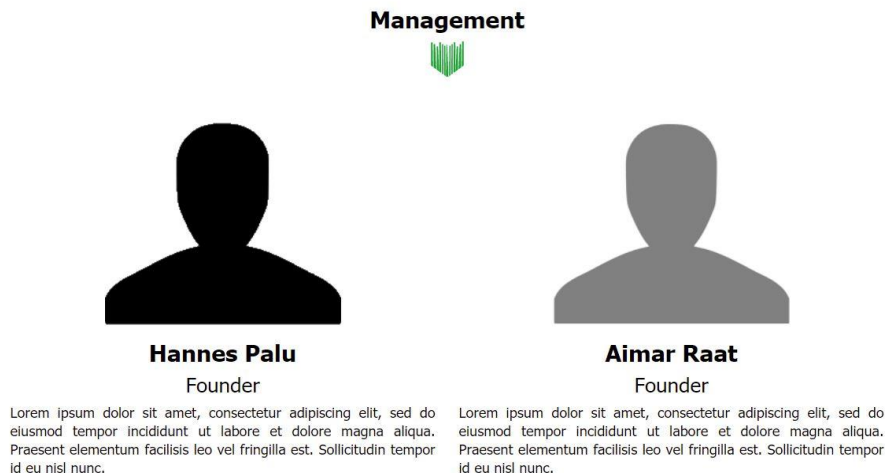 Management
Hannes Palu
Founder
Lorem ipsum dolor sit amet, consectetur adipiscing elit, sed do
eiusmod tempor incididunt ut labore et dolore magna aliqua.
Praesent elementum facilisis leo vel fringilla est. Sollicitudin tempor
id eu nisl nunc.
Aimar Raat
Founder
Lorem ipsum dolor sit amet, consectetur adipiscing elit, sed do
eiusmod tempor incididunt ut labore et dolore magna aliqua.
Praesent elementum facilisis leo vel fringilla est. Sollicitudin tempor
id eu nisl nunc.